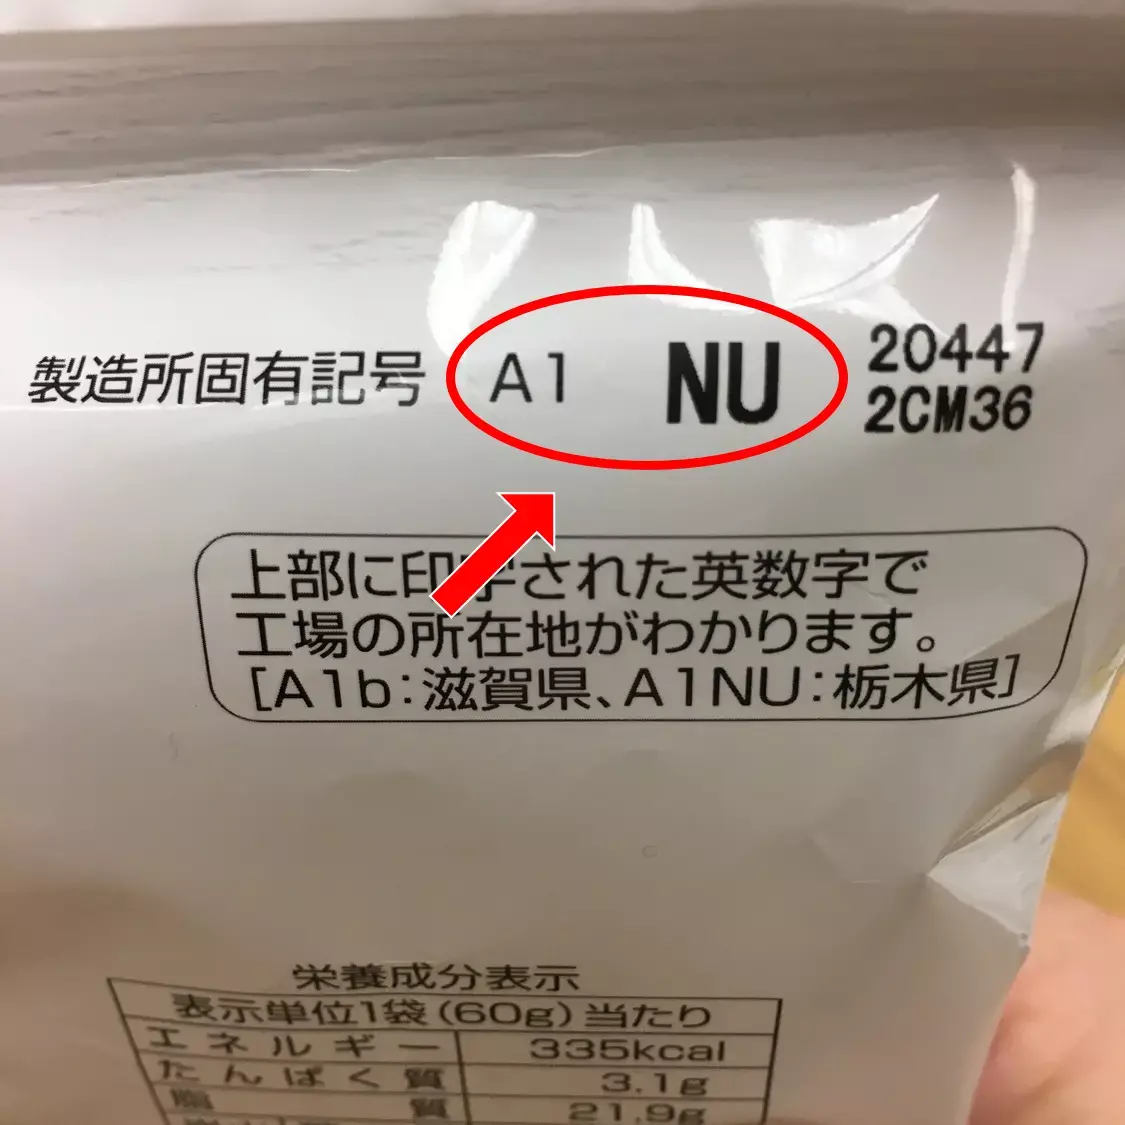 製造所固有記号 A1 NU 20447
2CM36
上部に印字された英数字で
工場の所在地がわかります。
[A1b:滋賀県、A1NU:栃木県]
栄養成分表示
表示単位1袋(60g)当たり
エネルギー 335kcal
たんぱく質 3.1g
脂質 21.9g